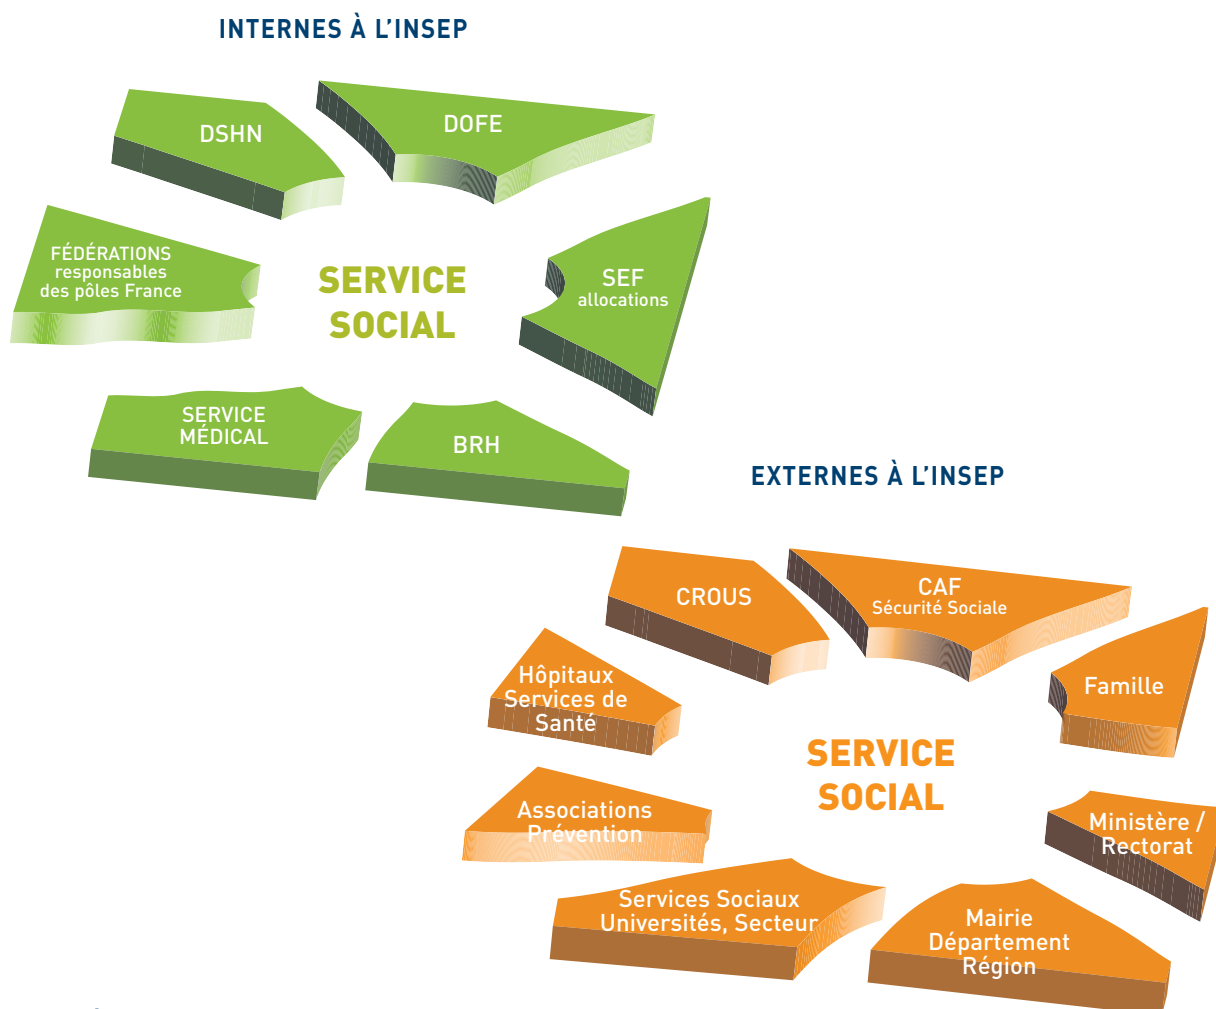 INTERNES À L'INSEP
DSHN
DOFE
FÉDÉRATIONS
responsables
des pôles France
SERVICE
SOCIAL
SEF
allocations
SERVICE
MÉDICAL
BRH
EXTERNES À L'INSEP
CROUS
CAF
Sécurité Sociale
Hôpitaux
Services de
Santé
Famille
SERVICE
SOCIAL
Associations
Prévention
Ministère /
Rectorat
Services Sociaux
Universités, Secteur
Mairie
Département
Région